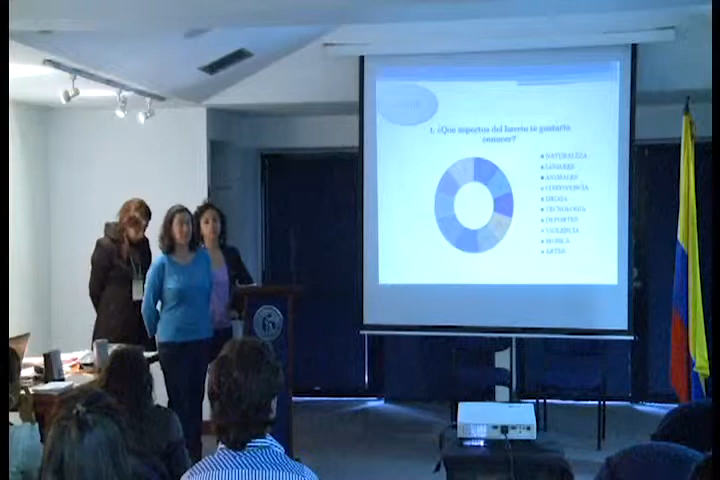 1. ¿Que aspectos del barrio te gustaría
conocer?
NATURALEZA
LUGARES
ANIMALES
CONVIVENCIA
DROGA
TECNOLOGIA
DEPORTES
VIOLENCIA
MUSICA
ARTES